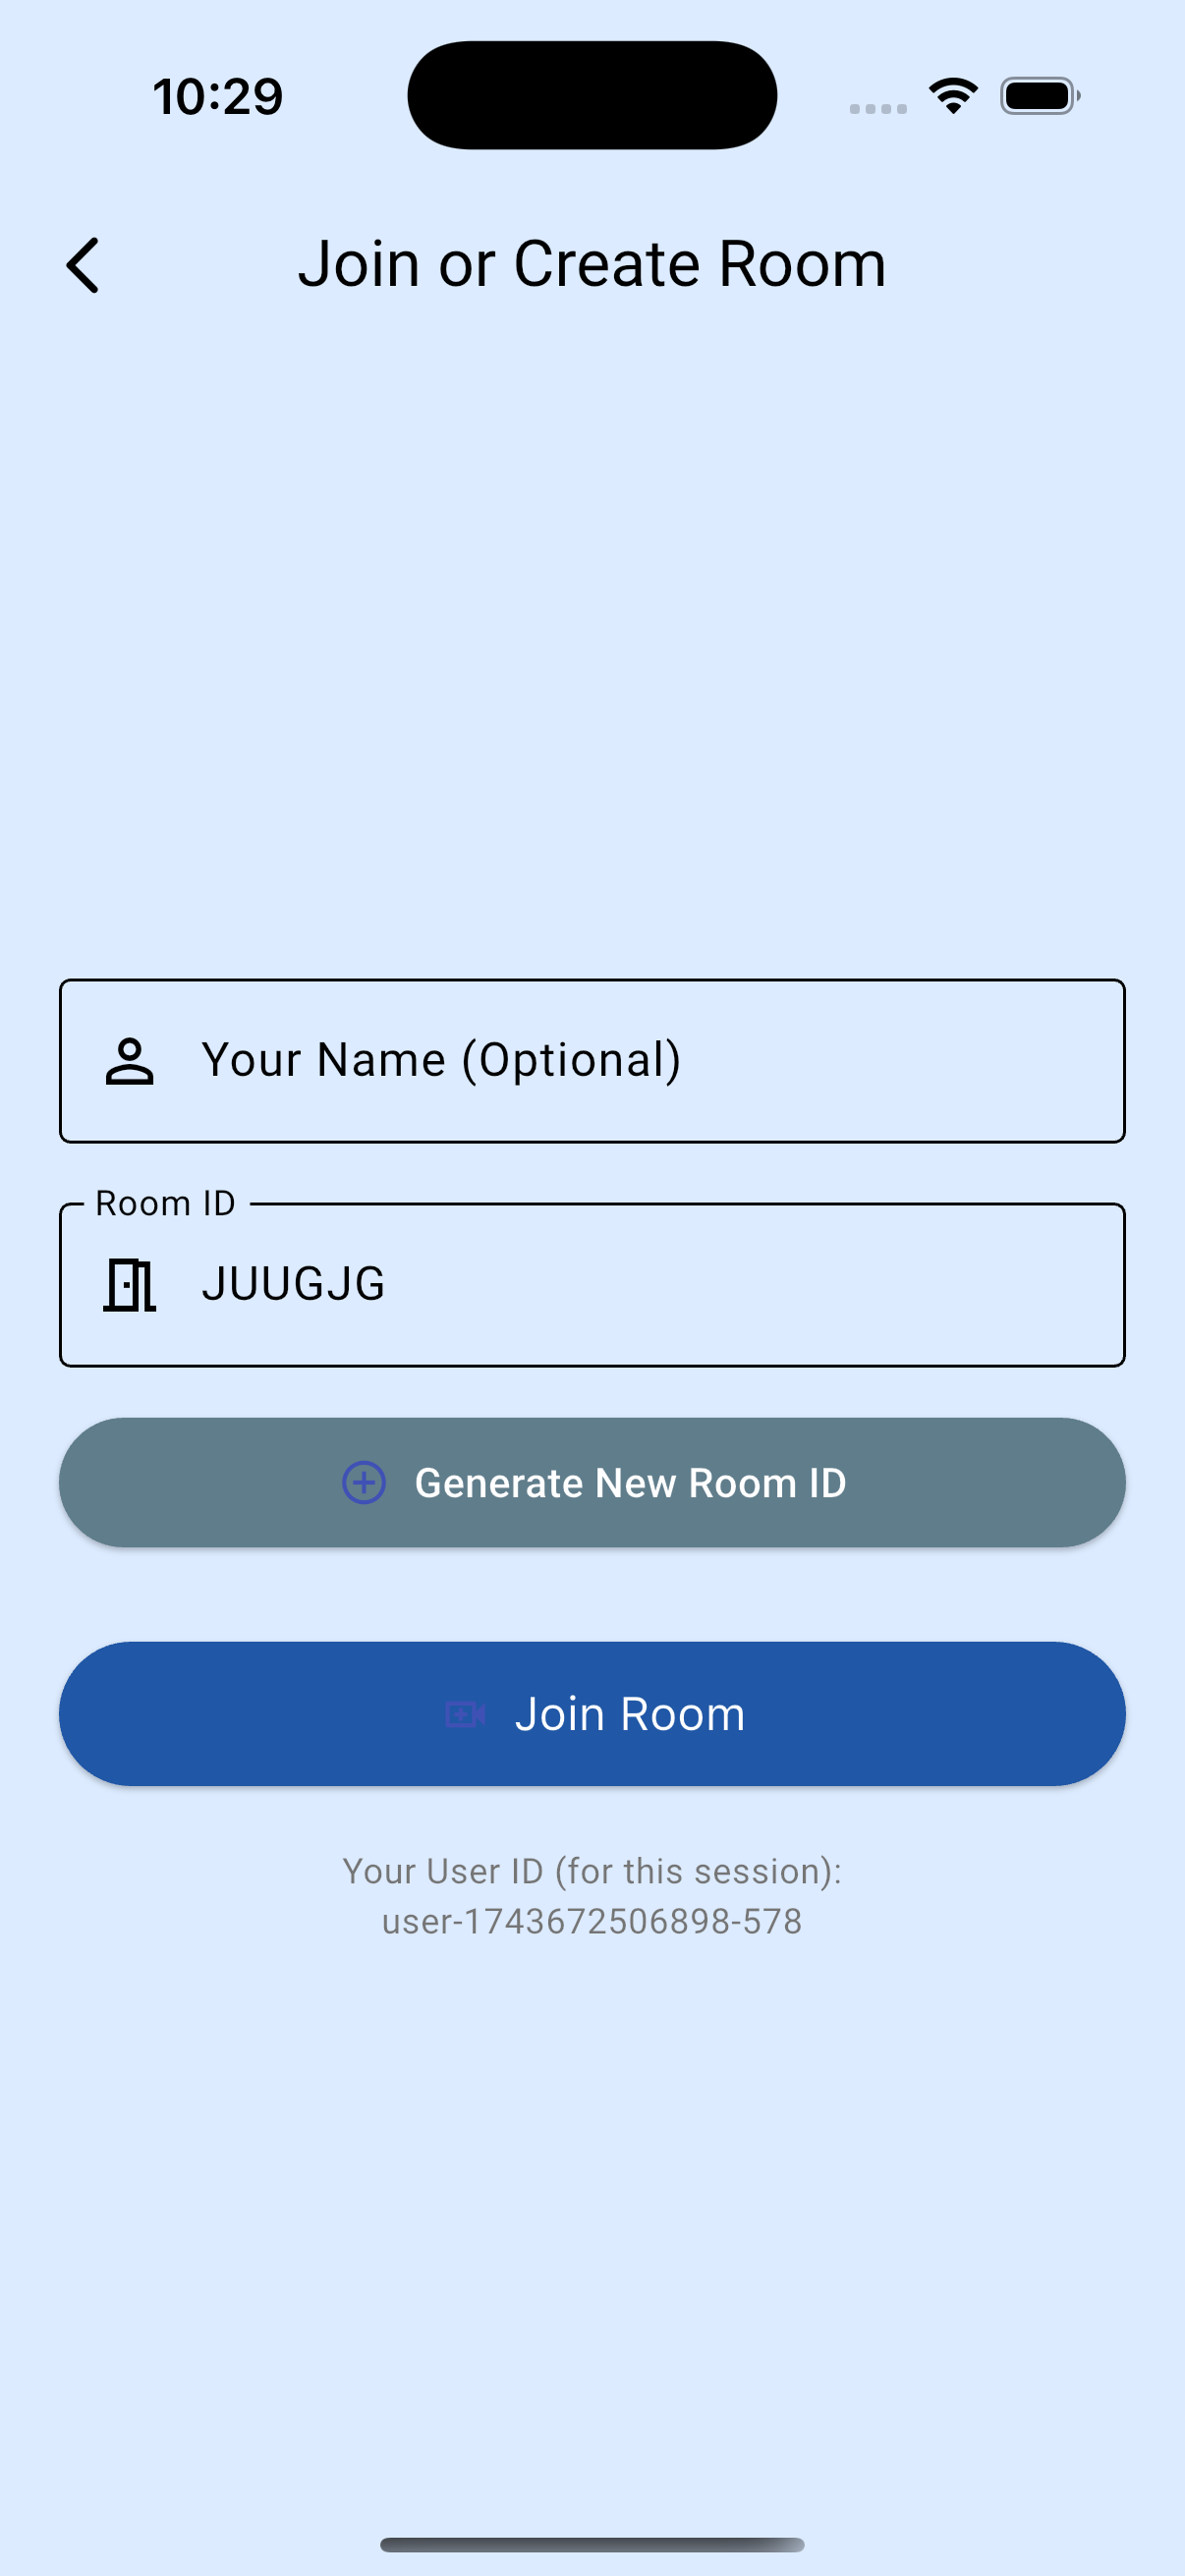 10:29
Join or Create Room
Your Name (Optional)
Room ID
JUUGJG
Generate New Room ID
Join Room
Your User ID (for this session):
user-1743672506898-578